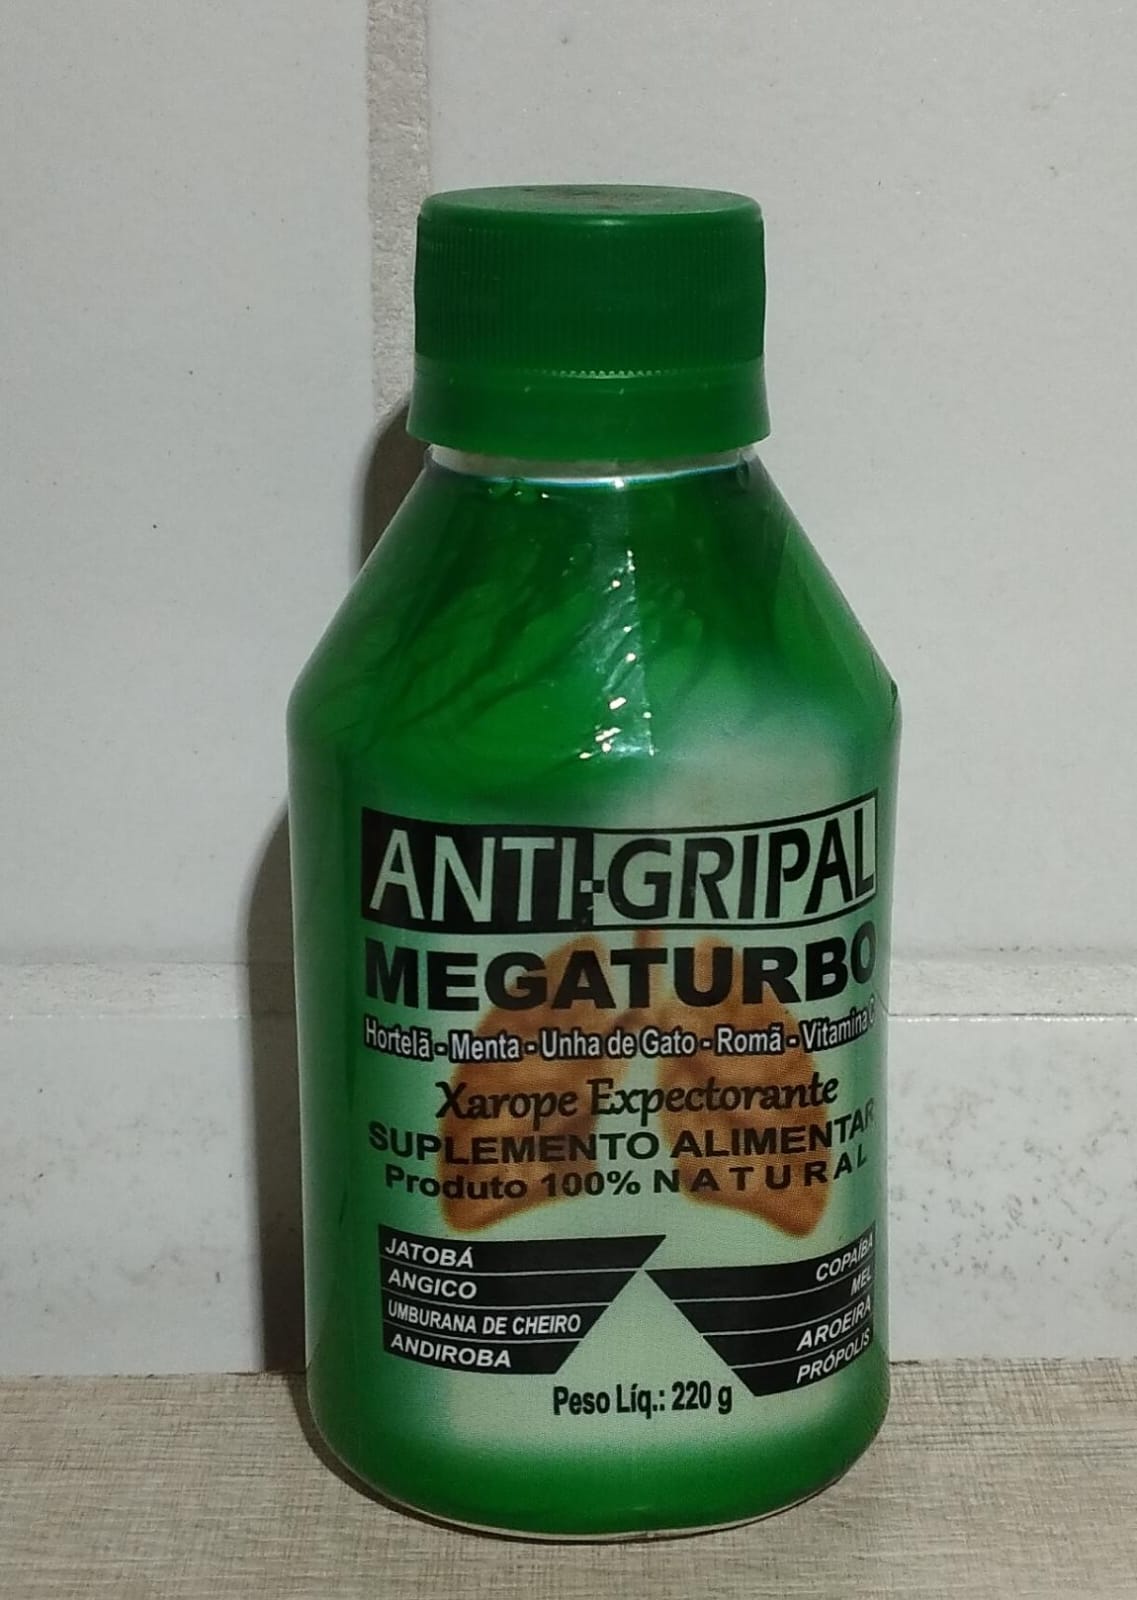 ANTI-GRIPAL
MEGATURBO
Hortelã - Menta - Unha de Gato - Romã - Vitamina C
Xarope Expectorante
SUPLEMENTO ALIMENTAR
Produto 100% NATURAL
JATOBÁ
ANGICO
UMBURANA DE CHEIRO
ANDIROBA
COPAÍBA
MEL
AROEIRA
PRÓPOLIS
Peso Líq.: 220 g